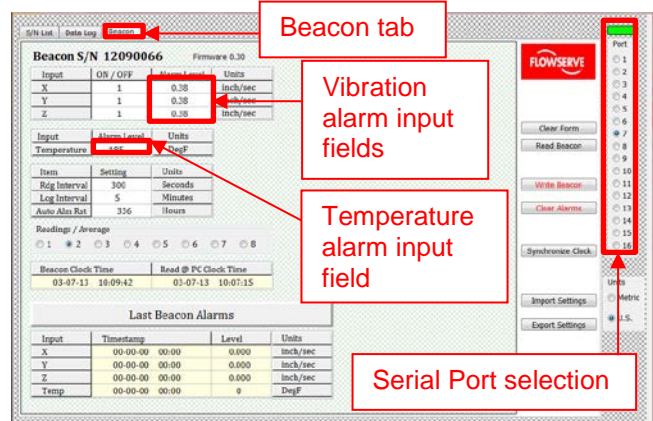 Beacon tab
S/N List Data Log Beacon
Port
Beacon S/N 12090066 Firmware 0.30
FLOWSERVE
Input ON / OFF Alarm Level Units
X 1 0.38 inch/sec
Y 1 0.38 inch/sec
Z 1 0.38 inch/sec
Vibration
alarm input
fields
Input Alarm Level Units
Temperature 185 DegF
Item Setting Units
Rdg Interval 300 Seconds
Log Interval 5 Minutes
Auto Alm Rst 336 Hours
Temperature
alarm input
field
Readings / Average
1 2 3 4 5 6 7 8
Beacon Clock Time Read @ PC Clock Time
03-07-13 10:09:42 03-07-13 10:07:15
Last Beacon Alarms
Input Timestamp Level Units
X 00-00-00 00:00 0.000 inch/sec
Y 00-00-00 00:00 0.000 inch/sec
Z 00-00-00 00:00 0.000 inch/sec
Temp 00-00-00 00:00 0 DegF
Clear Form
Read Beacon
Write Beacon
Clear Alarms
Synchronize Clock
Import Settings
Export Settings
1
2
3
4
5
6
7
8
9
10
11
12
13
14
15
16
Units
Metric
U.S.
Serial Port selection